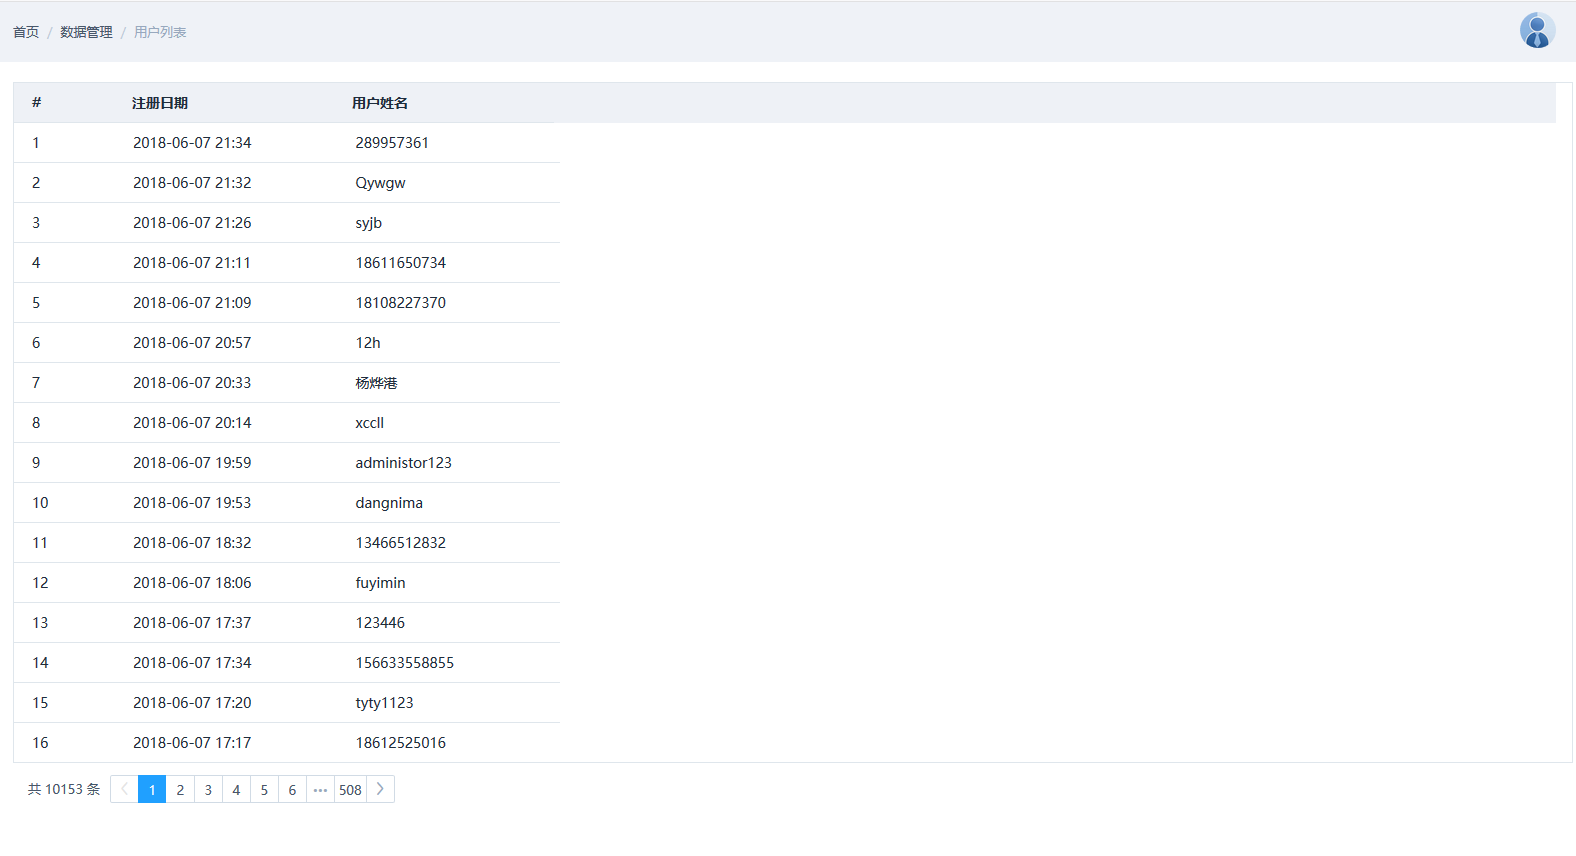 首页 / 数据管理 / 用户列表
# 注册日期 用户姓名
1 2018-06-07 21:34 289957361
2 2018-06-07 21:32 Qywgw
3 2018-06-07 21:26 syjb
4 2018-06-07 21:11 18611650734
5 2018-06-07 21:09 18108227370
6 2018-06-07 20:57 12h
7 2018-06-07 20:33 杨烨港
8 2018-06-07 20:14 xccll
9 2018-06-07 19:59 administor123
10 2018-06-07 19:53 dangnima
11 2018-06-07 18:32 13466512832
12 2018-06-07 18:06 fuyimin
13 2018-06-07 17:37 123446
14 2018-06-07 17:34 156633558855
15 2018-06-07 17:20 tyty1123
16 2018-06-07 17:17 18612525016
共 10153 条 < 1 2 3 4 5 6 ••• 508 >